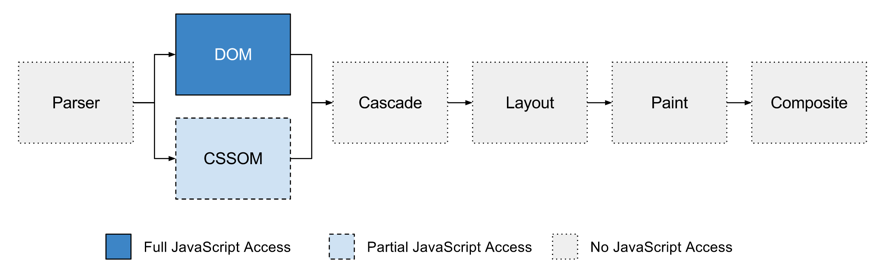 DOM
Parser
Cascade
Layout
Paint
Composite
CSSOM
Full JavaScript Access
Partial JavaScript Access
No JavaScript Access